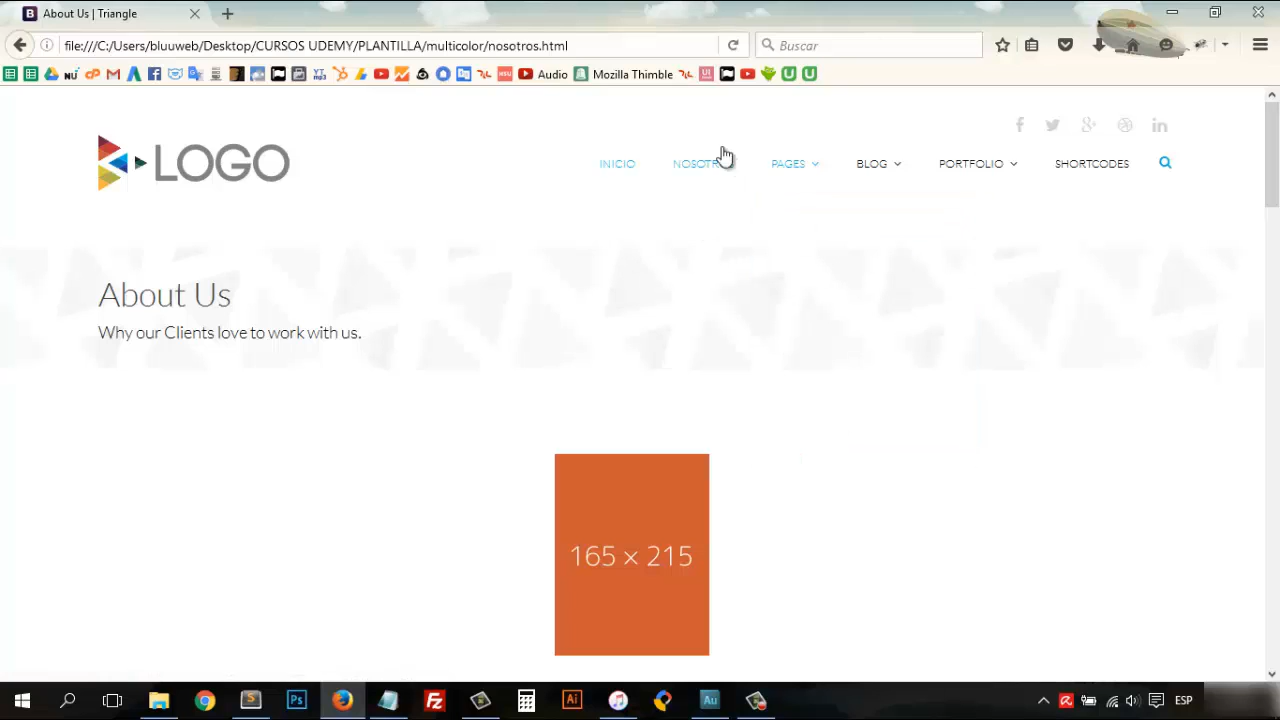 About Us | Triangle
file:///C:/Users/bluuweb/Desktop/CURSOS UDEMY/PLANTILLA/multicolor/nosotros.html
Buscar
Audio
Mozilla Thimble
LOGO
INICIO
PAGES
BLOG
PORTFOLIO
SHORTCODES
About Us
Why our Clients love to work with us.
165 × 215
ESP